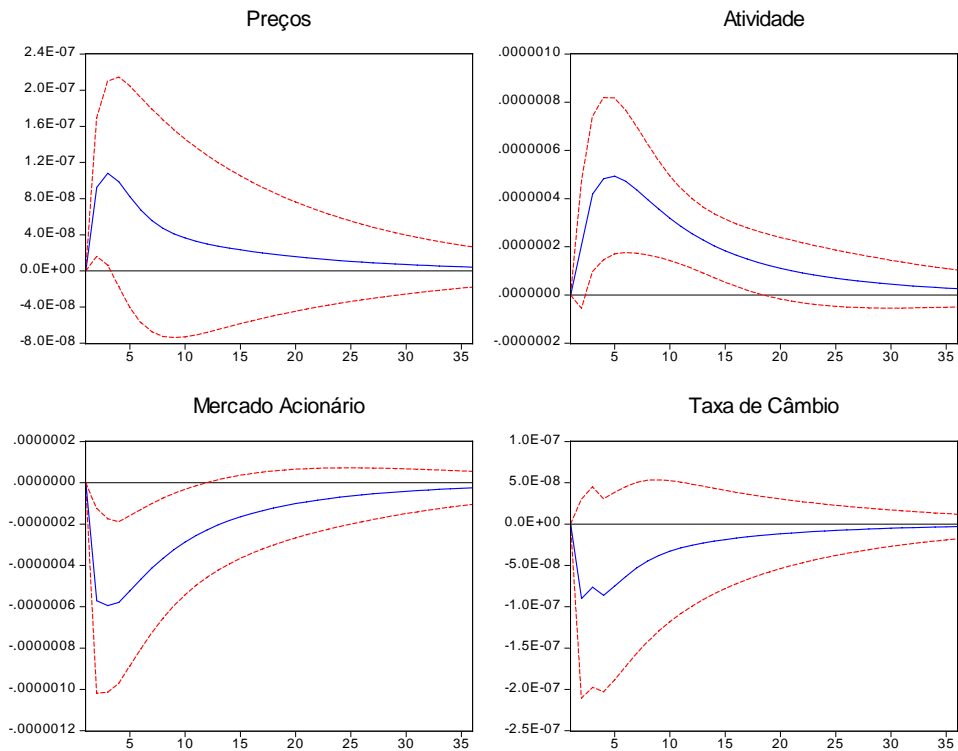 Preços
2.4E-07
2.0E-07
1.6E-07
1.2E-07
8.0E-08
4.0E-08
0.0E+00
-4.0E-08
-8.0E-08
5 10 15 20 25 30 35
Atividade
.0000010
.0000008
.0000006
.0000004
.0000002
.0000000
-.0000002
5 10 15 20 25 30 35
Mercado Acionário
.0000002
.0000000
-.0000002
-.0000004
-.0000006
-.0000008
-.0000010
-.0000012
5 10 15 20 25 30 35
Taxa de Câmbio
1.0E-07
5.0E-08
0.0E+00
-5.0E-08
-1.0E-07
-1.5E-07
-2.0E-07
-2.5E-07
5 10 15 20 25 30 35